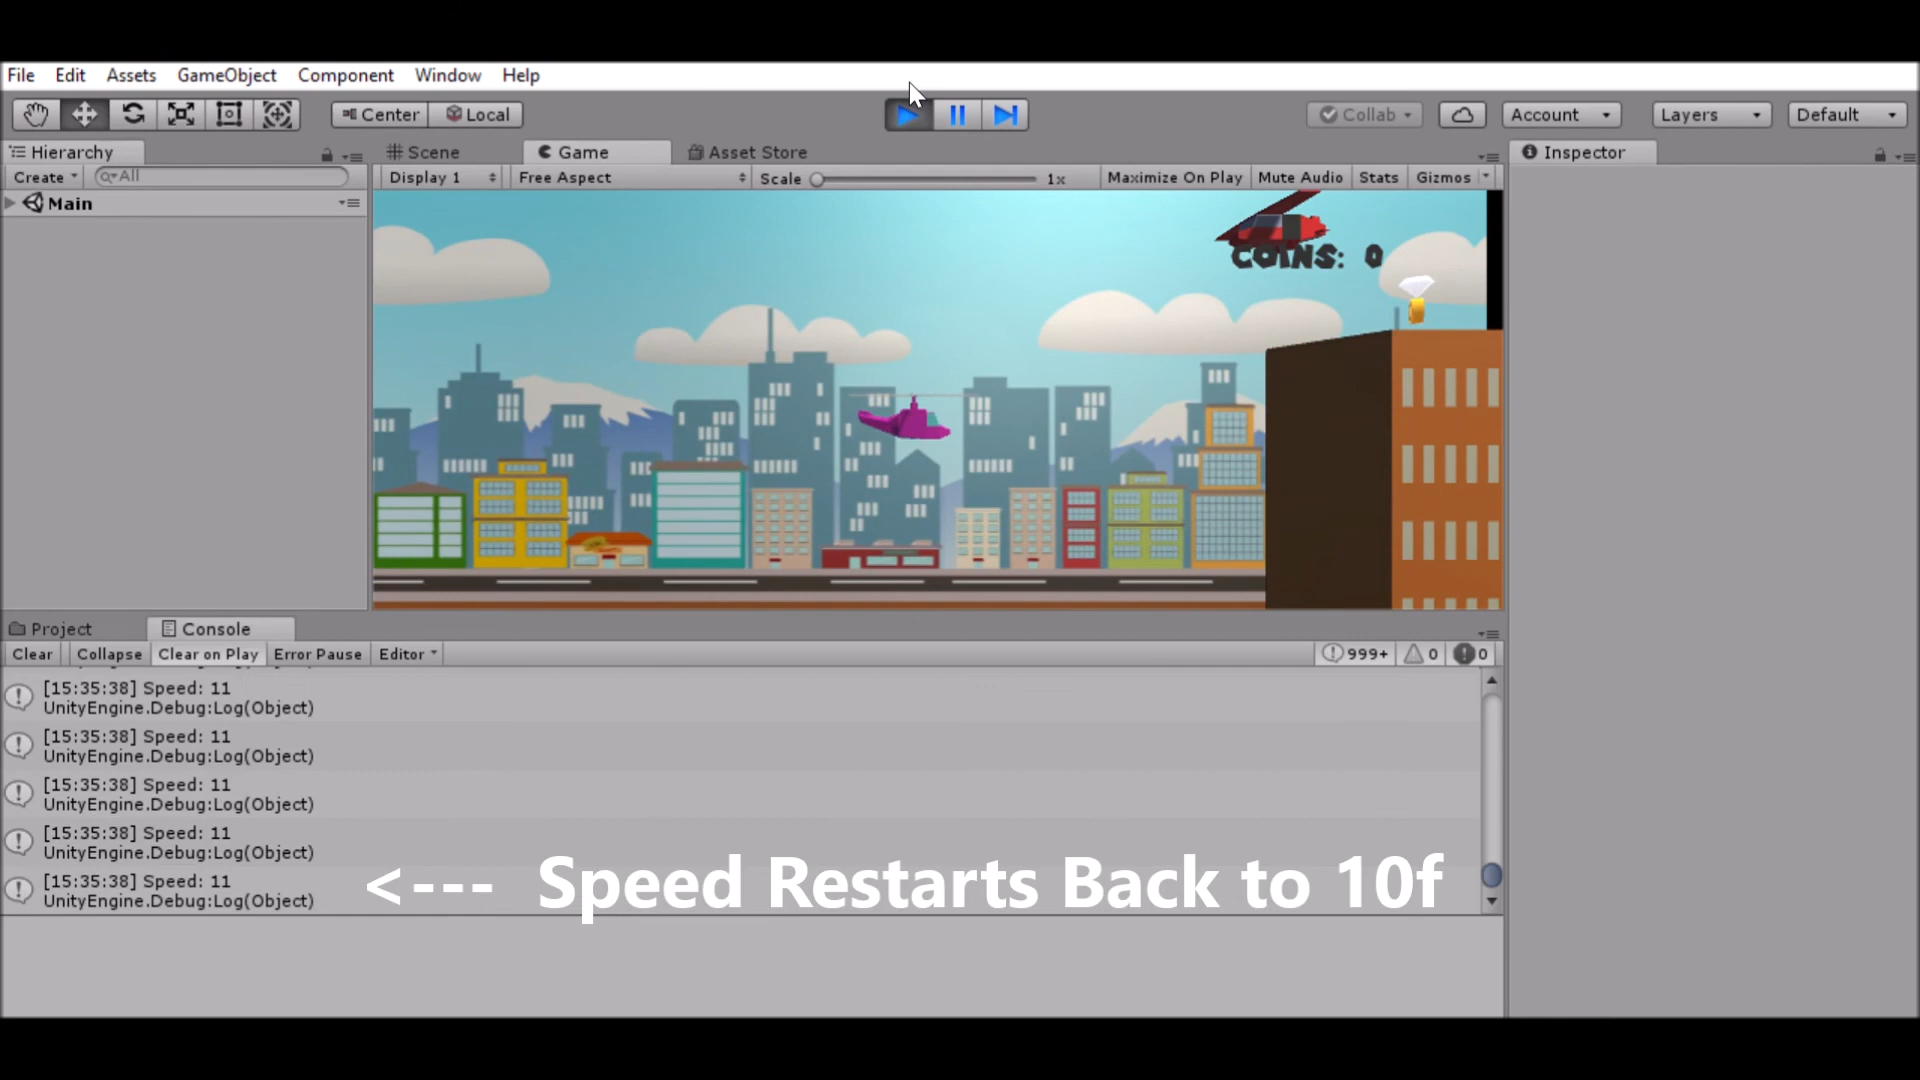 File Edit Assets GameObject Component Window Help
Center Local Collab Account Layers Default
Hierarchy Scene Game Asset Store Inspector
Create All Display 1 Free Aspect Scale 1x Maximize On Play Mute Audio Stats Gizmos
Main
COINS: 0
Project Console
Clear Collapse Clear on Play Error Pause Editor 999+ 0 0
[15:35:38] Speed: 11
UnityEngine.Debug:Log(Object)
[15:35:38] Speed: 11
UnityEngine.Debug:Log(Object)
[15:35:38] Speed: 11
UnityEngine.Debug:Log(Object)
[15:35:38] Speed: 11
UnityEngine.Debug:Log(Object)
[15:35:38] Speed: 11
UnityEngine.Debug:Log(Object)
<--- Speed Restarts Back to 10f